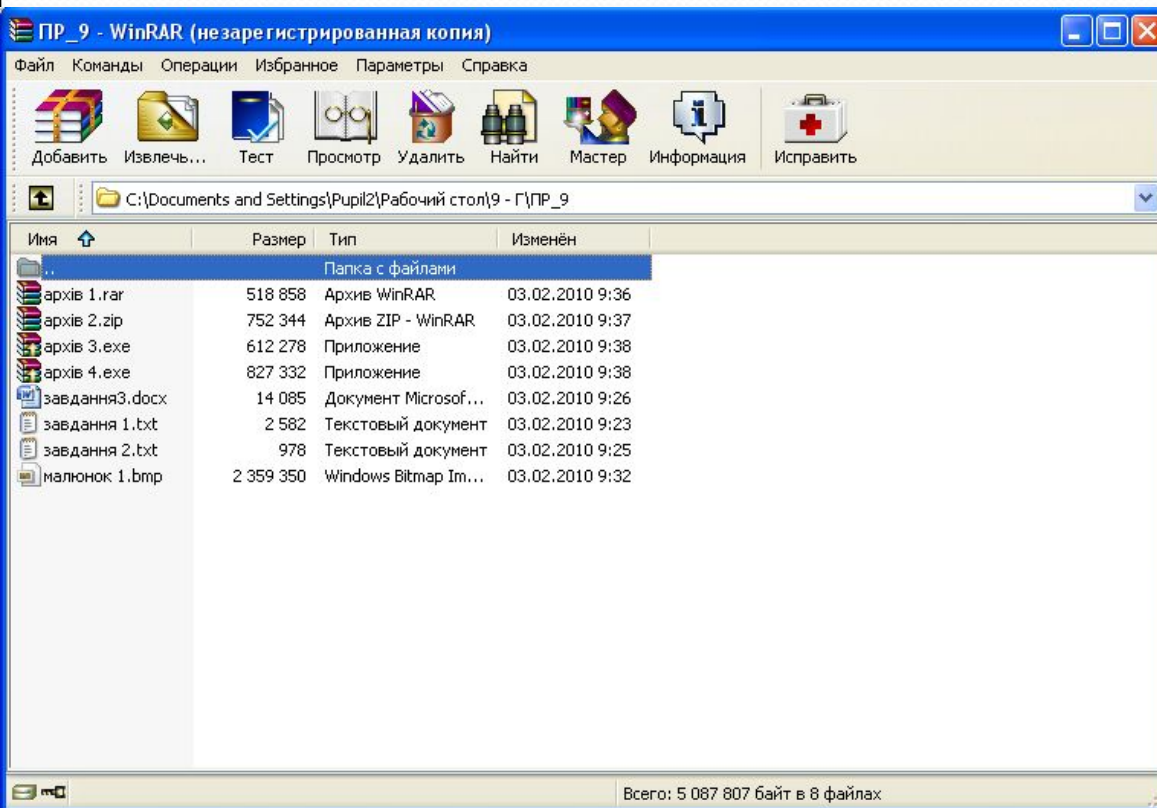 ПР_9 - WinRAR (незарегистрированная копия)
Файл Команды Операции Избранное Параметры Справка
Добавить Извлечь... Тест Просмотр Удалить Найти Мастер Информация Исправить
C:\Documents and Settings\Pupil2\Рабочий стол\9 - Г\ПР_9
Имя Размер Тип Изменён
.. Папка с файлами
архів 1.rar 518 858 Архив WinRAR 03.02.2010 9:36
архів 2.zip 752 344 Архив ZIP - WinRAR 03.02.2010 9:37
архів 3.exe 612 278 Приложение 03.02.2010 9:38
архів 4.exe 827 332 Приложение 03.02.2010 9:38
завдання3.docx 14 085 Документ Microsof... 03.02.2010 9:26
завдання 1.txt 2 582 Текстовый документ 03.02.2010 9:23
завдання 2.txt 978 Текстовый документ 03.02.2010 9:25
малюнок 1.bmp 2 359 350 Windows Bitmap Im... 03.02.2010 9:32
Всего: 5 087 807 байт в 8 файлах